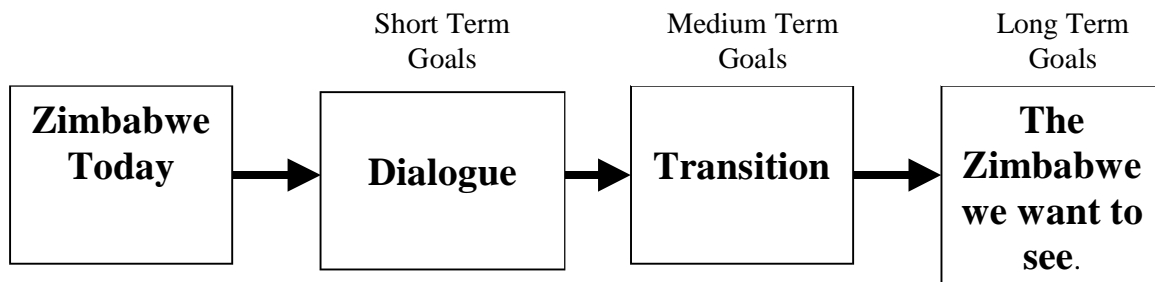 Short Term
Goals
Medium Term
Goals
Long Term
Goals
Zimbabwe
Today
Dialogue
Transition
The
Zimbabwe
we want to
see.